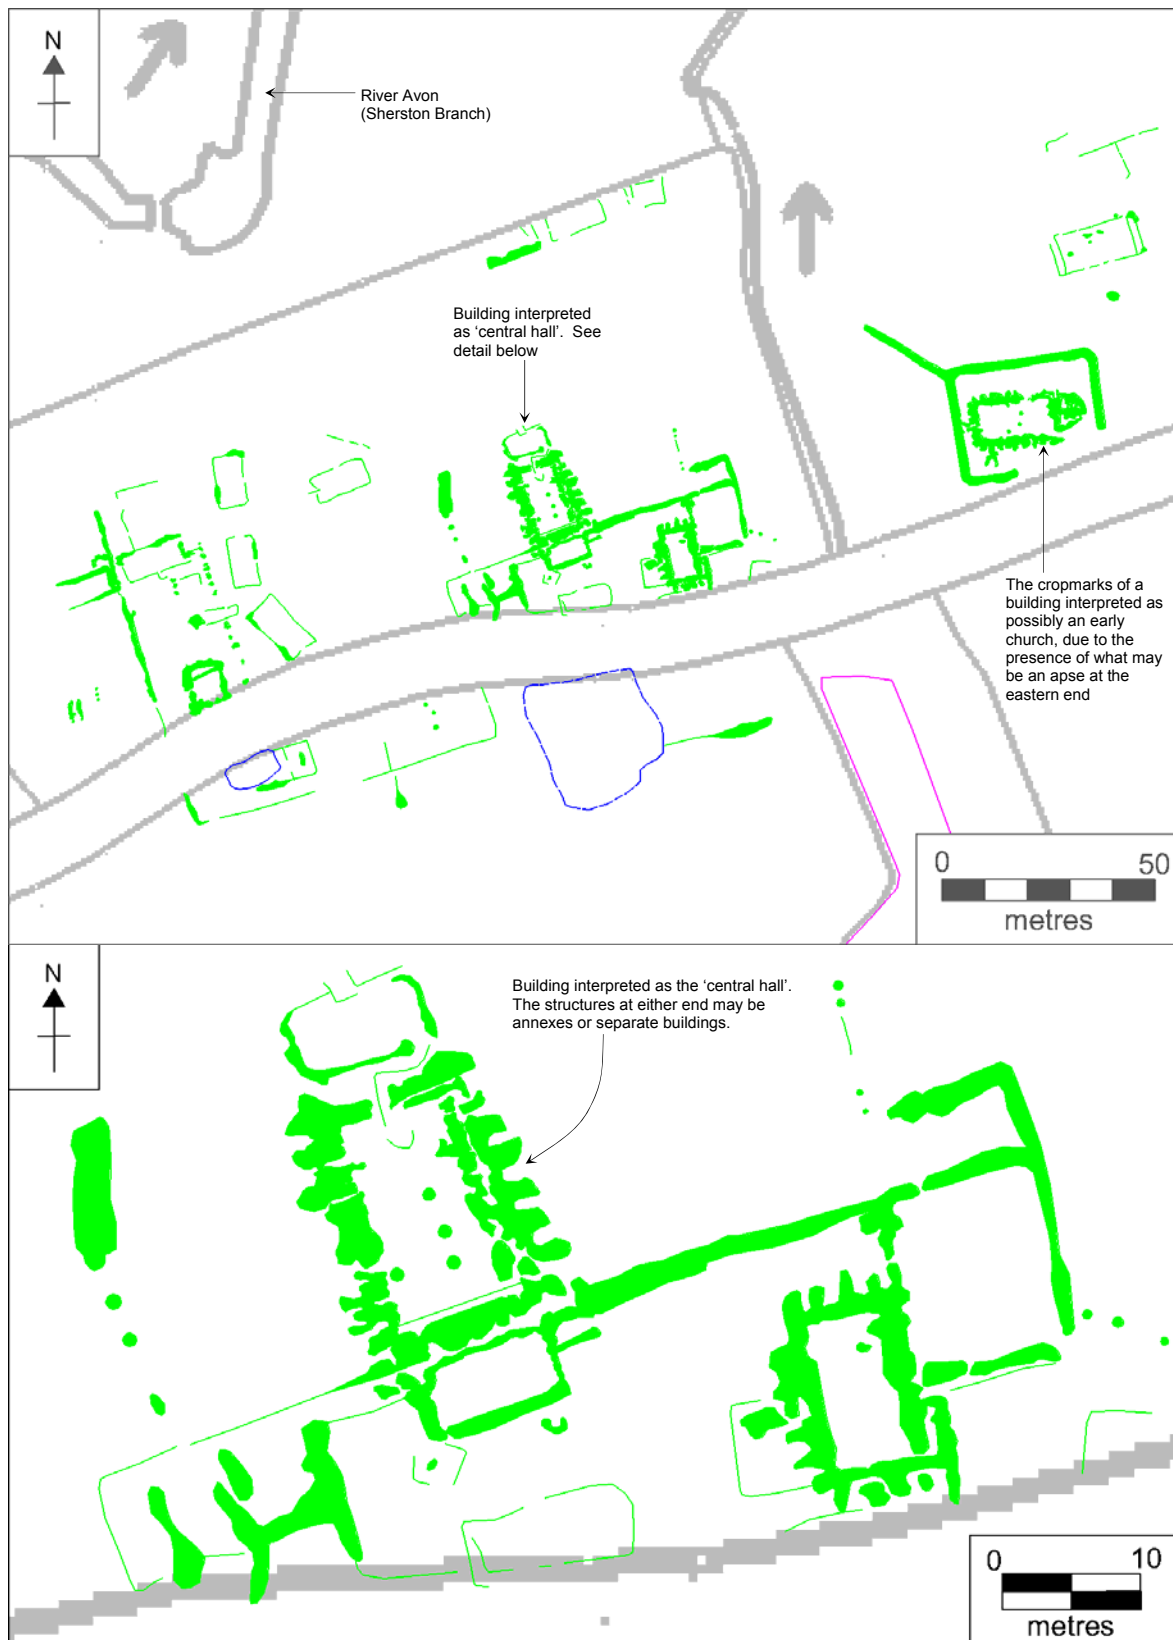 N
River Avon
(Sherston Branch)
Building interpreted
as ‘central hall’.  See
detail below
The cropmarks of a
building interpreted as
possibly an early
church, due to the
presence of what may
be an apse at the
eastern end
0 50
metres
N
Building interpreted as the ‘central hall’.
The structures at either end may be
annexes or separate buildings.
0 10
metres